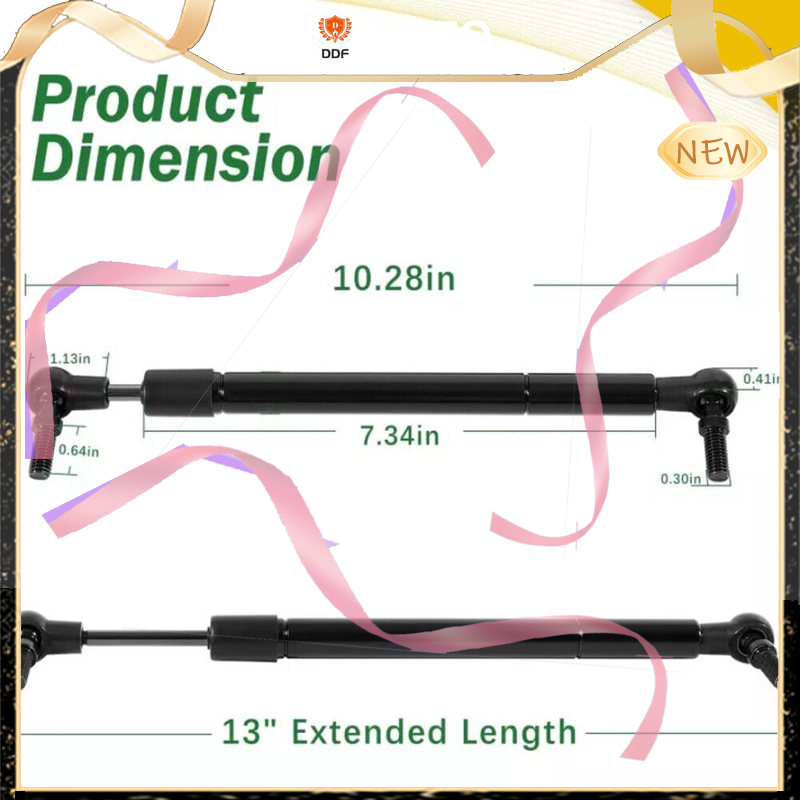 DDF
Product
Dimension
NEW
10.28in
1.13in
0.41in
7.34in
0.64in
0.30in
13" Extended Length